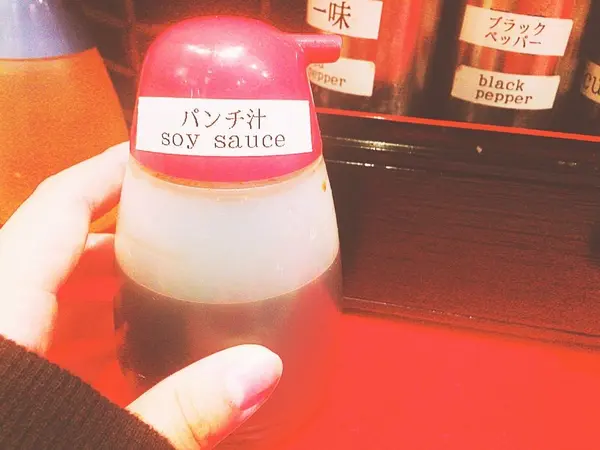 一味
pepper
ブラック
ペッパー
black
pepper
パンチ汁
soy sauce